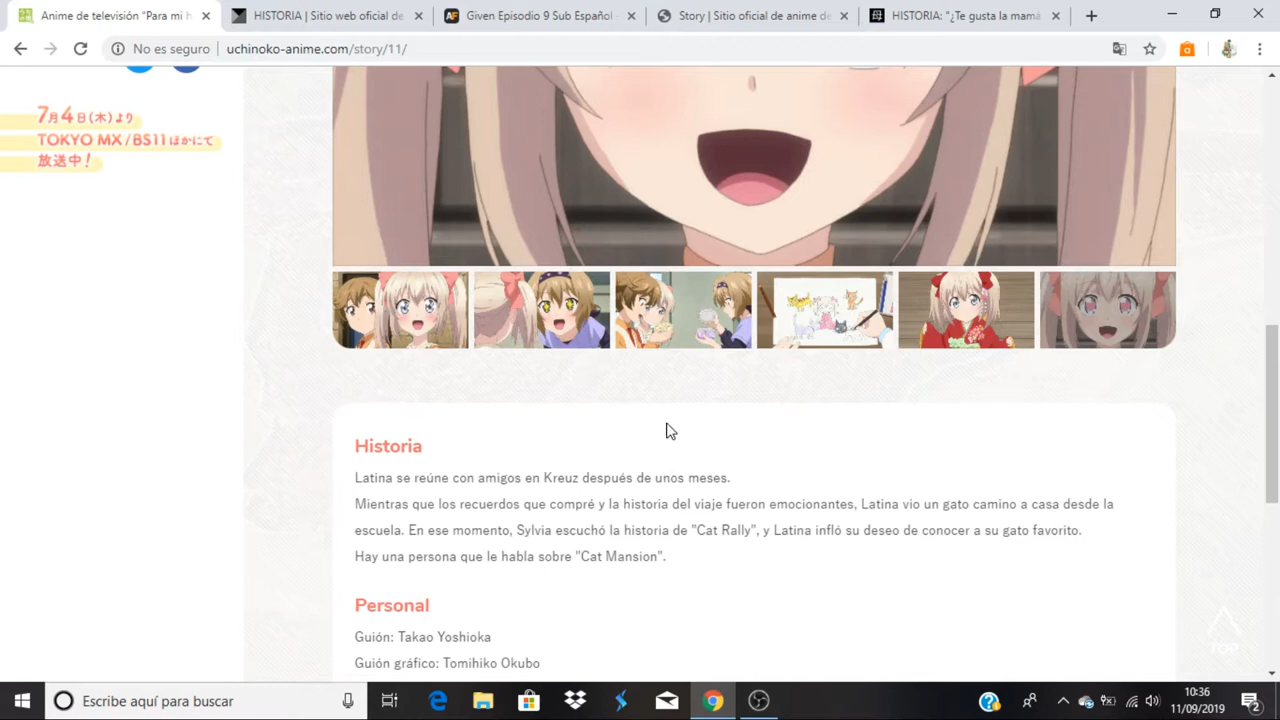 Anime de televisión “Para mi h
HISTORIA | Sitio web oficial de
Given Episodio 9 Sub Español
Story | Sitio oficial de anime de
HISTORIA: "¿Te gusta la mamá
No es seguro
uchinoko-anime.com/story/11/
7月4日(木)より
TOKYO MX/BS11ほかにて
放送中!
Historia
Latina se reúne con amigos en Kreuz después de unos meses.
Mientras que los recuerdos que compré y la historia del viaje fueron emocionantes, Latina vio un gato camino a casa desde la
escuela. En ese momento, Sylvia escuchó la historia de "Cat Rally", y Latina infló su deseo de conocer a su gato favorito.
Hay una persona que le habla sobre "Cat Mansion".
Personal
Guión: Takao Yoshioka
Guión gráfico: Tomihiko Okubo
TOP
Escribe aquí para buscar
10:36
11/09/2019
2